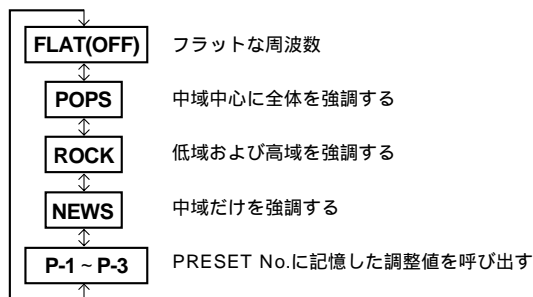 FLAT(OFF) フラットな周波数
POPS 中域中心に全体を強調する
ROCK 低域および高域を強調する
NEWS 中域だけを強調する
P-1 ~ P-3 PRESET No.に記憶した調整値を呼び出す